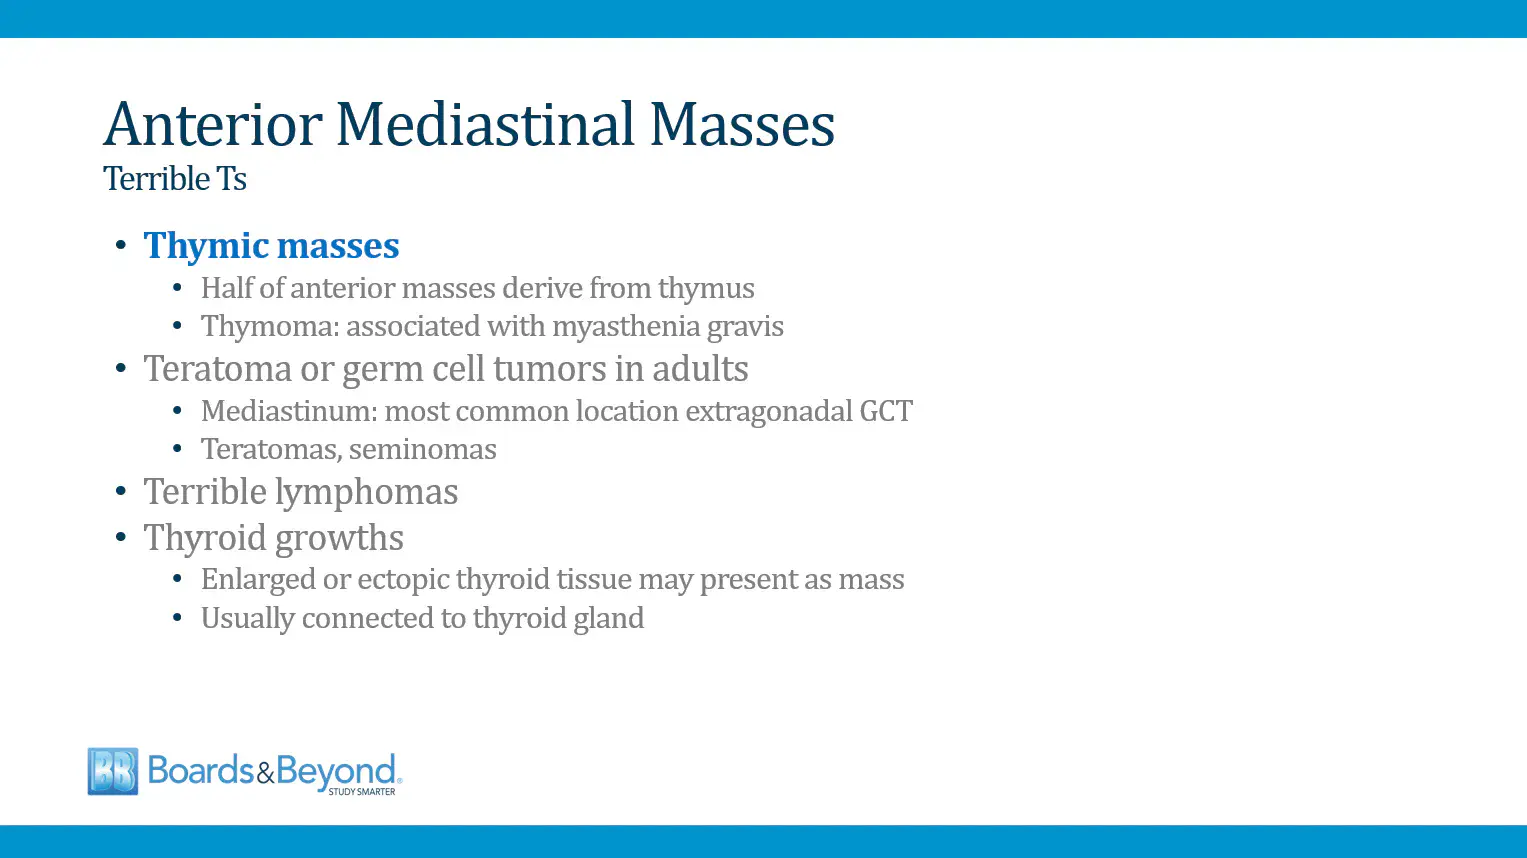 Anterior Mediastinal Masses
Terrible Ts
• Thymic masses
• Half of anterior masses derive from thymus
• Thymoma: associated with myasthenia gravis
• Teratoma or germ cell tumors in adults
• Mediastinum: most common location extragonadal GCT
• Teratomas, seminomas
• Terrible lymphomas
• Thyroid growths
• Enlarged or ectopic thyroid tissue may present as mass
• Usually connected to thyroid gland
BB Boards&Beyond®
STUDY SMARTER